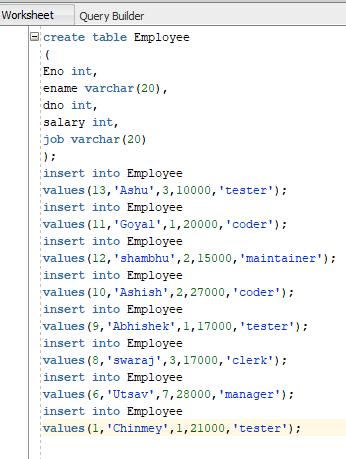 Worksheet Query Builder
create table Employee
(
Eno int,
ename varchar(20),
dno int,
salary int,
job varchar(20)
);
insert into Employee
values(13,'Ashu',3,10000,'tester');
insert into Employee
values(11,'Goyal',1,20000,'coder');
insert into Employee
values(12,'shambhu',2,15000,'maintainer');
insert into Employee
values(10,'Ashish',2,27000,'coder');
insert into Employee
values(9,'Abhishek',1,17000,'tester');
insert into Employee
values(8,'swaraj',3,17000,'clerk');
insert into Employee
values(6,'Utsav',7,28000,'manager');
insert into Employee
values(1,'Chinmey',1,21000,'tester');